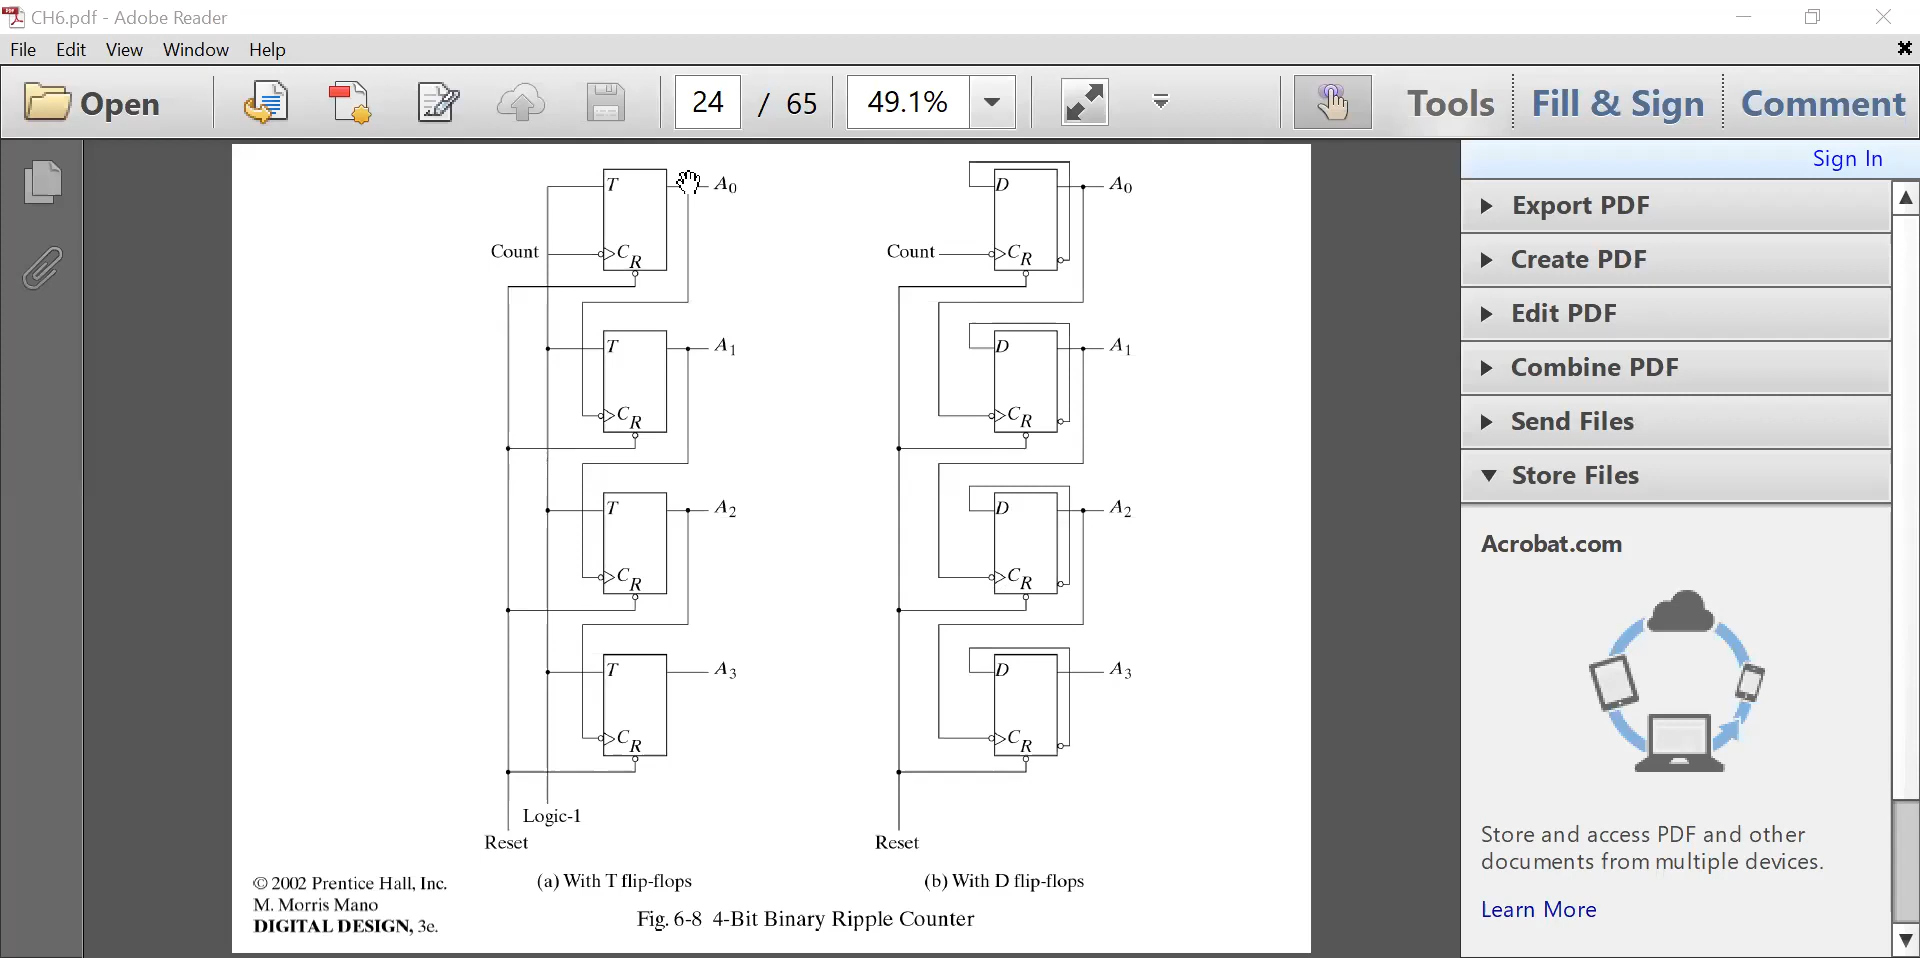 CH6.pdf - Adobe Reader
File Edit View Window Help
Open 24 / 65 49.1% Tools Fill & Sign Comment
Sign In
Export PDF
Create PDF
Edit PDF
Combine PDF
Send Files
Store Files
Acrobat.com
Store and access PDF and other
documents from multiple devices.
Learn More
T A0
Count C
R
T A1
C
R
T A2
C
R
T A3
C
R
Logic-1
Reset
(a) With T flip-flops
D A0
Count C
R
D A1
C
R
D A2
C
R
D A3
C
R
Reset
(b) With D flip-flops
Fig. 6-8 4-Bit Binary Ripple Counter
© 2002 Prentice Hall, Inc.
M. Morris Mano
DIGITAL DESIGN, 3e.